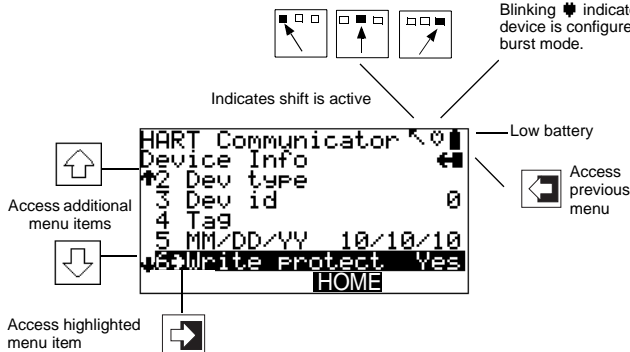 Blinking indicat
device is configure
burst mode.
Indicates shift is active
HART Communicator
Device Info
2 Dev type
3 Dev id 0
4 Tag
5 MM/DD/YY 10/10/10
6 Write protect Yes
HOME
Low battery
Access
previous
menu
Access additional
menu items
Access highlighted
menu item